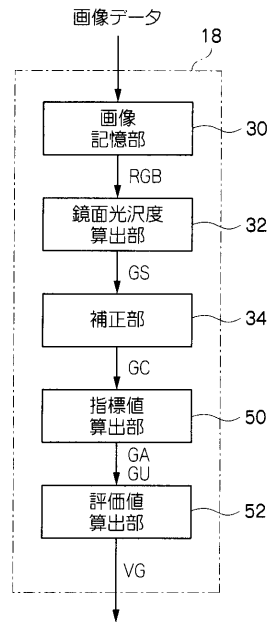 画像データ
18
画像
記憶部
30
RGB
鏡面光沢度
算出部
32
GS
補正部
34
GC
指標値
算出部
50
GA
GU
評価値
算出部
52
VG